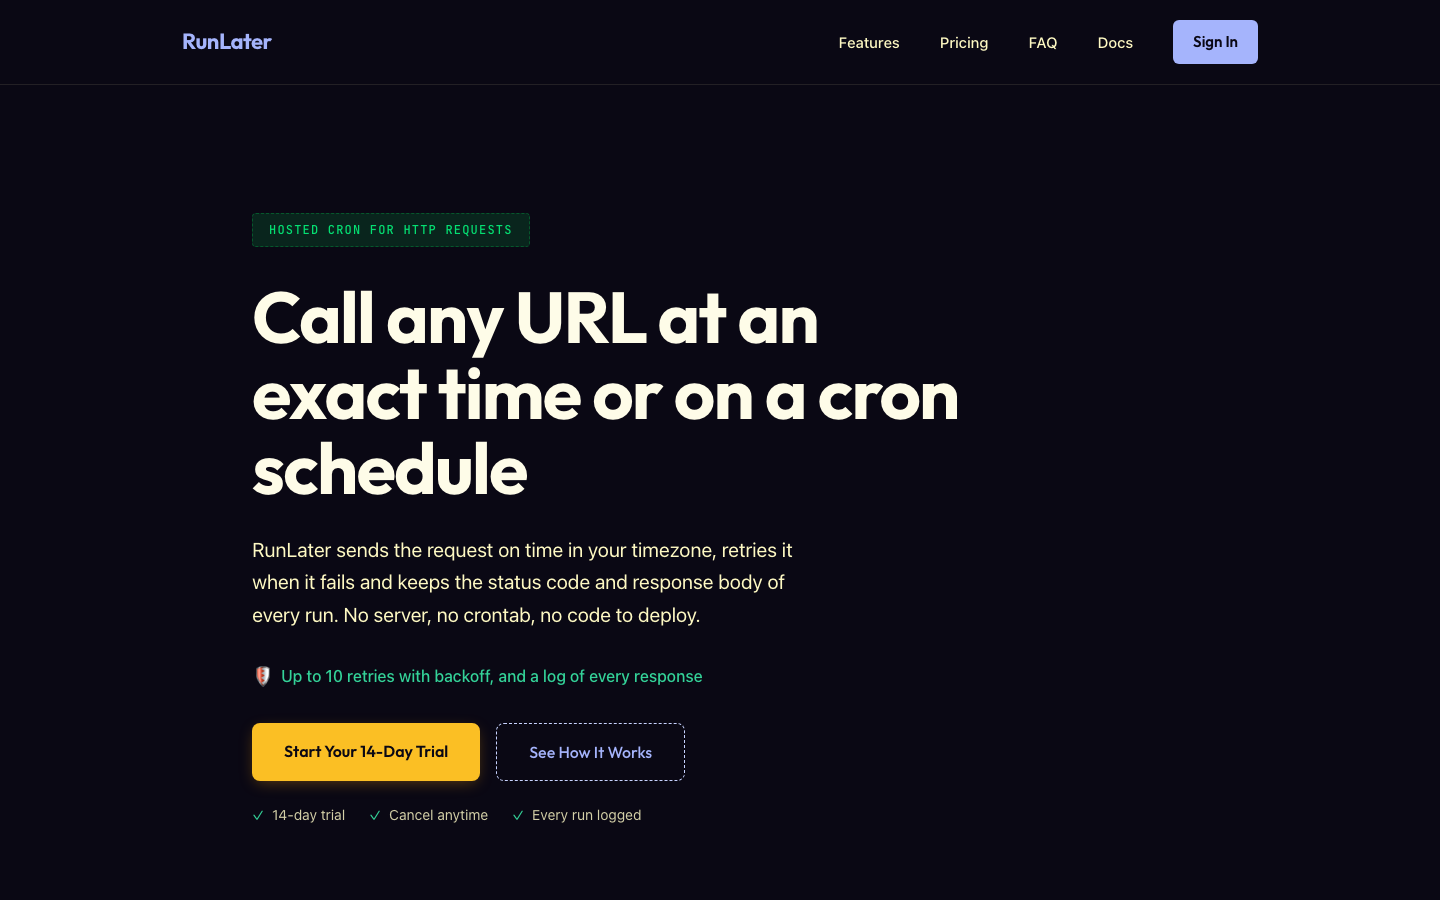 RunLater
Features
Pricing
FAQ
Docs
Sign In
HOSTED CRON FOR HTTP REQUESTS
Call any URL at an
exact time or on a cron
schedule
RunLater sends the request on time in your timezone, retries it
when it fails and keeps the status code and response body of
every run. No server, no crontab, no code to deploy.
Up to 10 retries with backoff, and a log of every response
Start Your 14-Day Trial
See How It Works
✓ 14-day trial
✓ Cancel anytime
✓ Every run logged